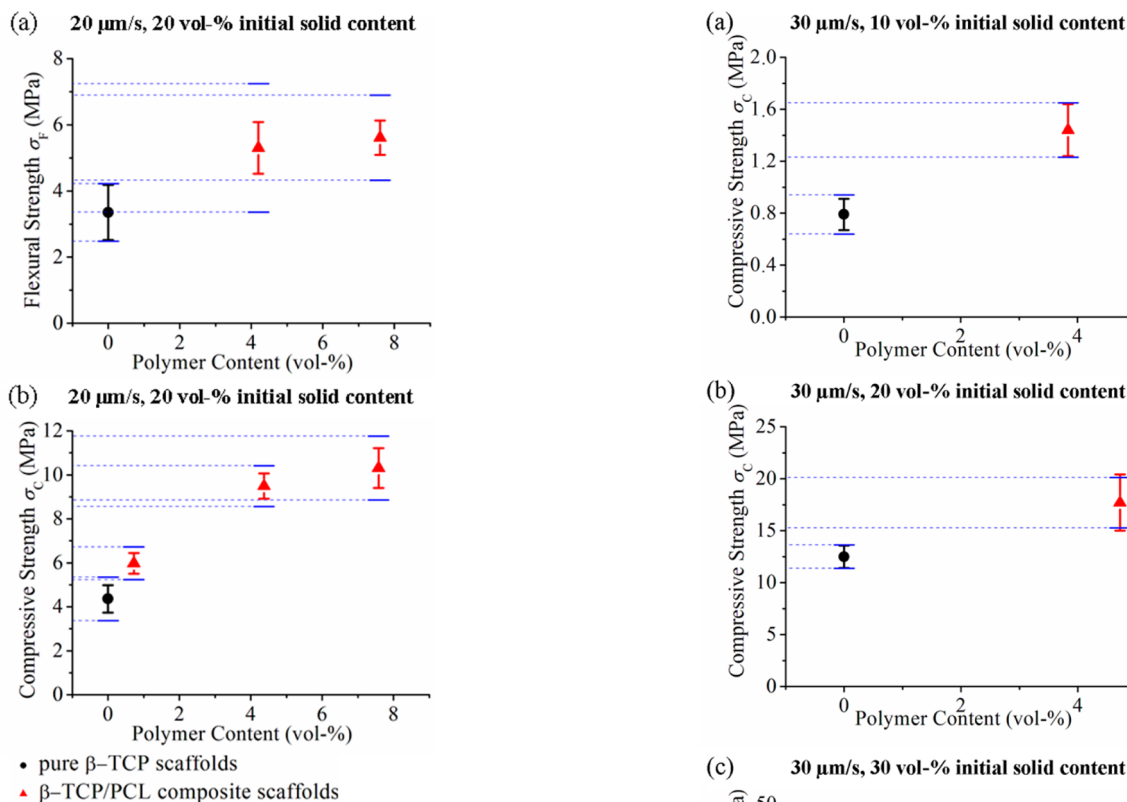 (a) 20 µm/s, 20 vol-% initial solid content
8
6
4
2
0
Flexural Strength σF (MPa)
0 2 4 6 8
Polymer Content (vol-%)
(b) 20 µm/s, 20 vol-% initial solid content
12
10
8
6
4
2
0
Compressive Strength σC (MPa)
0 2 4 6 8
Polymer Content (vol-%)
pure β–TCP scaffolds
β–TCP/PCL composite scaffolds
(a) 30 µm/s, 10 vol-% initial solid content
2.0
1.6
1.2
0.8
0.4
0.0
Compressive Strength σC (MPa)
0 2 4
Polymer Content (vol-%)
(b) 30 µm/s, 20 vol-% initial solid content
25
20
15
10
5
0
Compressive Strength σC (MPa)
0 2 4
Polymer Content (vol-%)
(c) 30 µm/s, 30 vol-% initial solid content
50